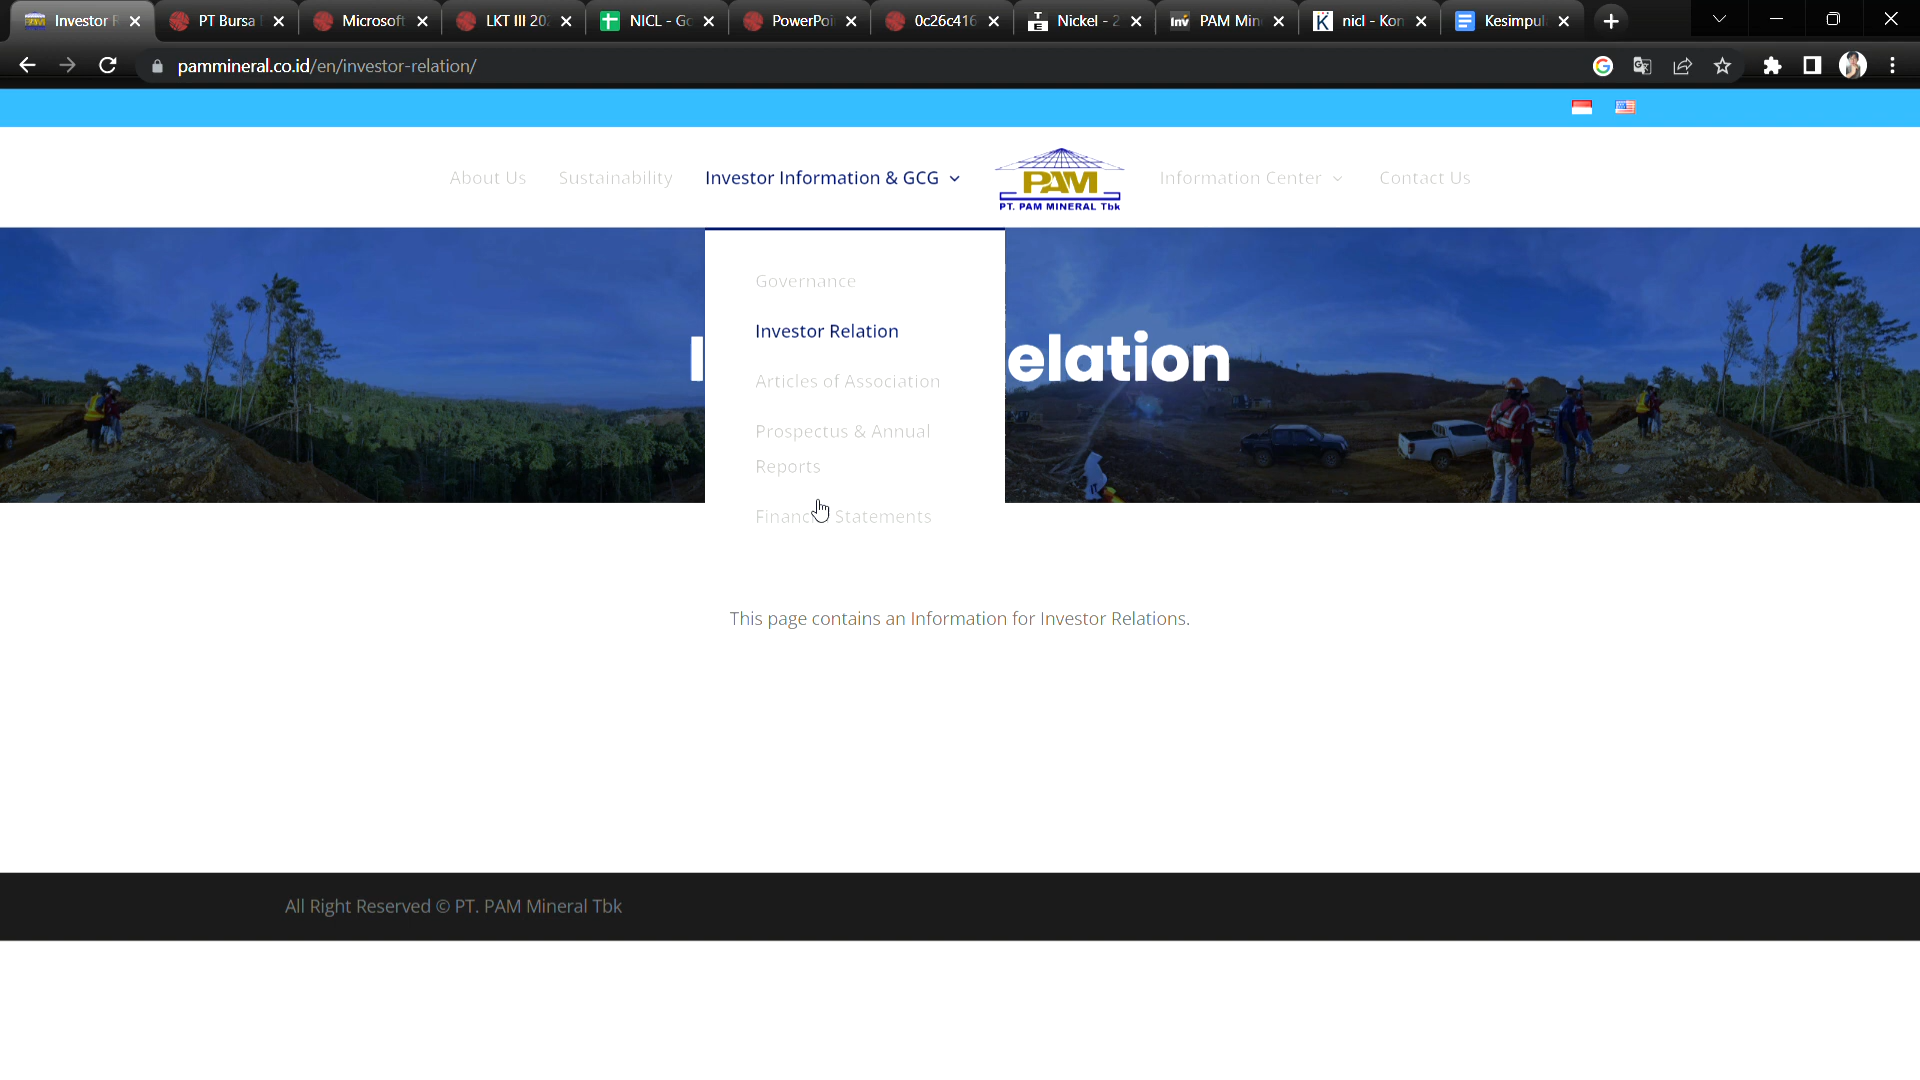 Investor
PT Bursa
Microsoft
LKT III 202
NICL - Go
PowerPoi
0c26c416
Nickel - 2
PAM Min
nicl - Kon
Kesimpul
pammineral.co.id/en/investor-relation/
About Us
Sustainability
Investor Information & GCG
PAM
PT. PAM MINERAL Tbk
Information Center
Contact Us
Governance
Investor Relation
Articles of Association
Prospectus & Annual
Reports
Statements
elation
This page contains an Information for Investor Relations.
All Right Reserved © PT. PAM Mineral Tbk